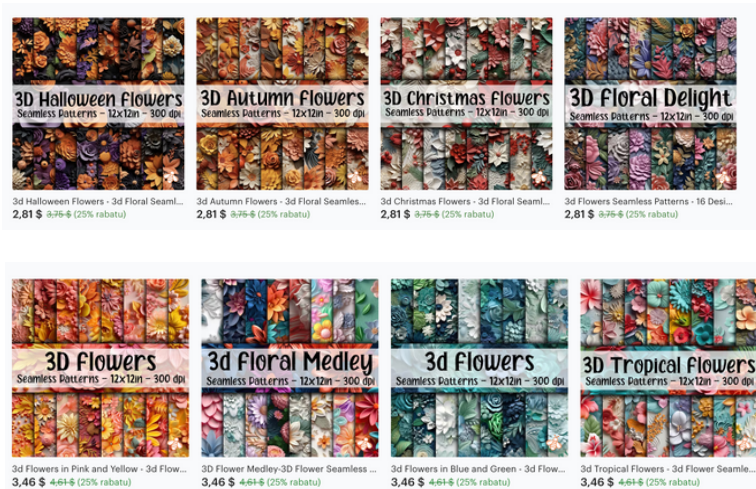 3D Halloween Flowers
Seamless Patterns - 12x12in - 300 dpi
3D Autumn Flowers
Seamless Patterns - 12x12in - 300 dpi
3D Christmas Flowers
Seamless Patterns - 12x12in - 300 dpi
3D Floral Delight
Seamless Patterns - 12x12in - 300 dpi
3d Halloween Flowers - 3d Floral Seaml...
2,81 $ 3,75 $ (25% rabatu)
3d Autumn Flowers - 3d Floral Seamles...
2,81 $ 3,75 $ (25% rabatu)
3d Christmas Flowers - 3d Floral Seaml...
2,81 $ 3,75 $ (25% rabatu)
3d Flowers Seamless Patterns - 16 Desi...
2,81 $ 3,75 $ (25% rabatu)
3D Flowers
Seamless Patterns - 12x12in - 300 dpi
3d Floral Medley
Seamless Patterns - 12x12in - 300 dpi
3d Flowers
Seamless Patterns - 12x12in - 300 dpi
3D Tropical Flowers
Seamless Patterns - 12x12in - 300 dpi
3d Flowers in Pink and Yellow - 3d Flow...
3,46 $ 4,61 $ (25% rabatu)
3D Flower Medley-3D Flower Seamless ...
3,46 $ 4,61 $ (25% rabatu)
3d Flowers in Blue and Green - 3d Flow...
3,46 $ 4,61 $ (25% rabatu)
3d Tropical Flowers - 3d Flower Seamle...
3,46 $ 4,61 $ (25% rabatu)